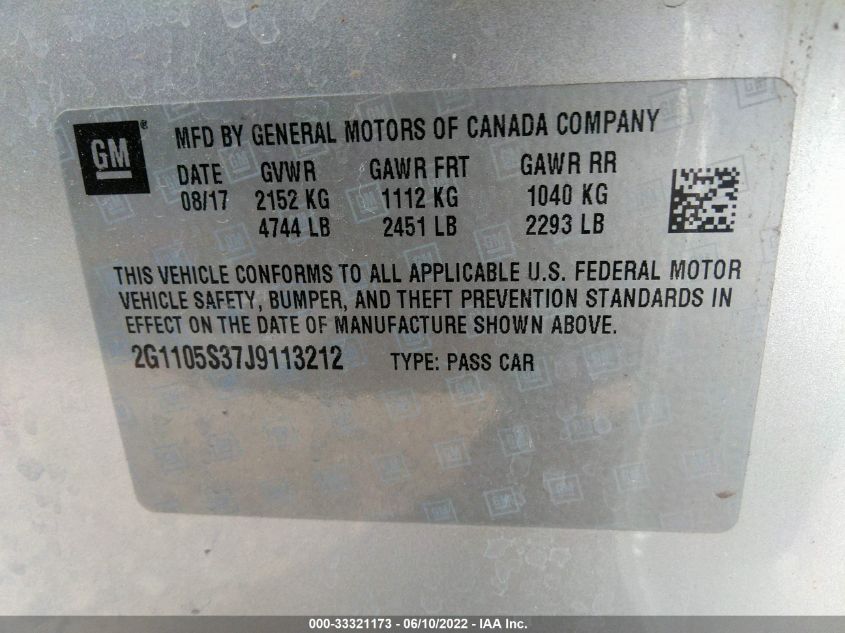 GM ® MFD BY GENERAL MOTORS OF CANADA COMPANY
DATE GVWR GAWR FRT GAWR RR
08/17 2152 KG 1112 KG 1040 KG
4744 LB 2451 LB 2293 LB
THIS VEHICLE CONFORMS TO ALL APPLICABLE U.S. FEDERAL MOTOR
VEHICLE SAFETY, BUMPER, AND THEFT PREVENTION STANDARDS IN
EFFECT ON THE DATE OF MANUFACTURE SHOWN ABOVE.
2G1105S37J9113212 TYPE: PASS CAR
000-33321173 - 06/10/2022 - IAA Inc.